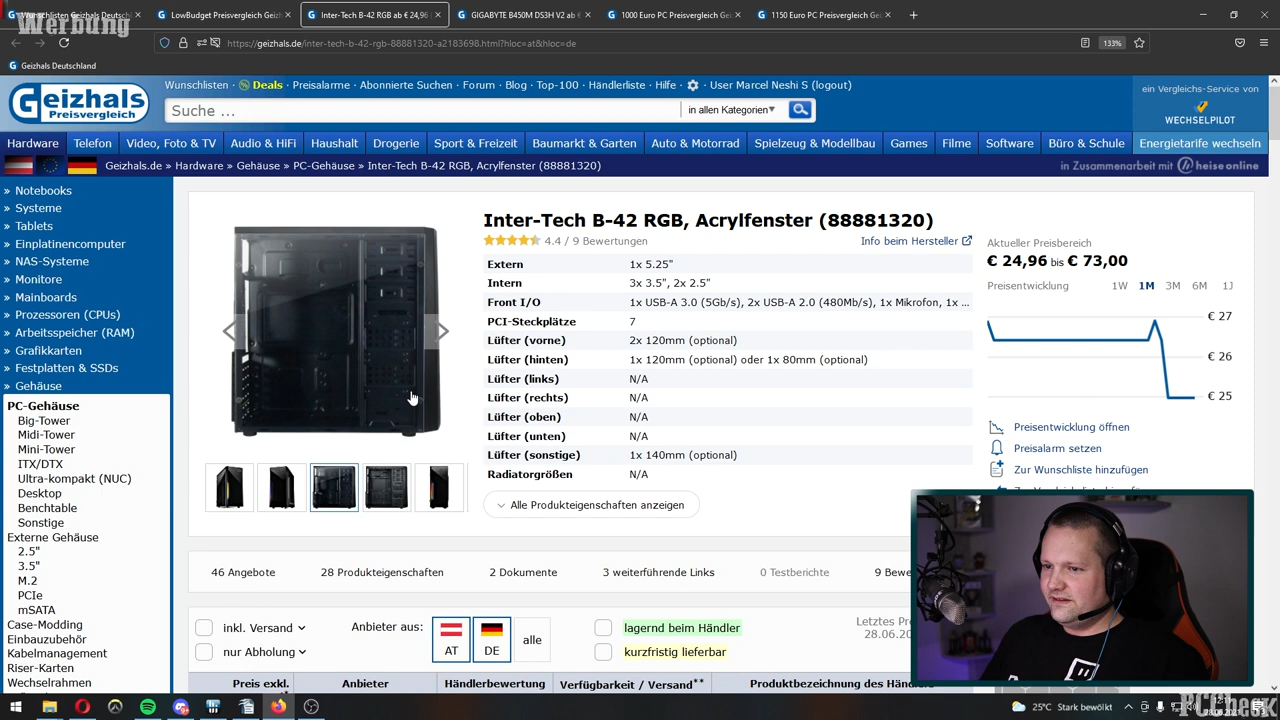 Wunschlisten Geizhals Deutschl
LowBudget Preisvergleich Geizh
Inter-Tech B-42 RGB ab € 24,96
GIGABYTE B450M DS3H V2 ab €
1000 Euro PC Preisvergleich Gei
1150 Euro PC Preisvergleich Gei
Werbung
https://geizhals.de/inter-tech-b-42-rgb-88881320-a2183698.html?hloc=at&hloc=de
133%
Geizhals Deutschland
Geizhals
Preisvergleich
Wunschlisten · Deals · Preisalarme · Abonnierte Suchen · Forum · Blog · Top-100 · Händlerliste · Hilfe · User Marcel Neshi S (logout)
Suche ...
in allen Kategorien
ein Vergleichs-Service von
WECHSELPILOT
Hardware Telefon Video, Foto & TV Audio & HiFi Haushalt Drogerie Sport & Freizeit Baumarkt & Garten Auto & Motorrad Spielzeug & Modellbau Games Filme Software Büro & Schule Energietarife wechseln
Geizhals.de » Hardware » Gehäuse » PC-Gehäuse » Inter-Tech B-42 RGB, Acrylfenster (88881320)
in Zusammenarbeit mit heise online
» Notebooks
» Systeme
» Tablets
» Einplatinencomputer
» NAS-Systeme
» Monitore
» Mainboards
» Prozessoren (CPUs)
» Arbeitsspeicher (RAM)
» Grafikkarten
» Festplatten & SSDs
» Gehäuse
PC-Gehäuse
Big-Tower
Midi-Tower
Mini-Tower
ITX/DTX
Ultra-kompakt (NUC)
Desktop
Benchtable
Sonstige
Externe Gehäuse
2.5"
3.5"
M.2
PCIe
mSATA
Case-Modding
Einbauzubehör
Kabelmanagement
Riser-Karten
Wechselrahmen
Inter-Tech B-42 RGB, Acrylfenster (88881320)
4.4 / 9 Bewertungen
Info beim Hersteller
Extern 1x 5.25"
Intern 3x 3.5", 2x 2.5"
Front I/O 1x USB-A 3.0 (5Gb/s), 2x USB-A 2.0 (480Mb/s), 1x Mikrofon, 1x ...
PCI-Steckplätze 7
Lüfter (vorne) 2x 120mm (optional)
Lüfter (hinten) 1x 120mm (optional) oder 1x 80mm (optional)
Lüfter (links) N/A
Lüfter (rechts) N/A
Lüfter (oben) N/A
Lüfter (unten) N/A
Lüfter (sonstige) 1x 140mm (optional)
Radiatorgrößen N/A
Alle Produkteigenschaften anzeigen
Aktueller Preisbereich
€ 24,96 bis € 73,00
Preisentwicklung 1W 1M 3M 6M 1J
€ 27
€ 26
€ 25
Preisentwicklung öffnen
Preisalarm setzen
Zur Wunschliste hinzufügen
46 Angebote
28 Produkteigenschaften
2 Dokumente
3 weiterführende Links
0 Testberichte
9 Bewe
inkl. Versand
nur Abholung
Anbieter aus:
AT
DE
alle
lagernd beim Händler
kurzfristig lieferbar
Letztes Pr
28.06.20
Preis exkl.
Anbieter
Händlerbewertung
Verfügbarkeit / Versand**
Produktbezeichnung des Hä
25°C Stark bewölkt
28.06.2021
PCCheck